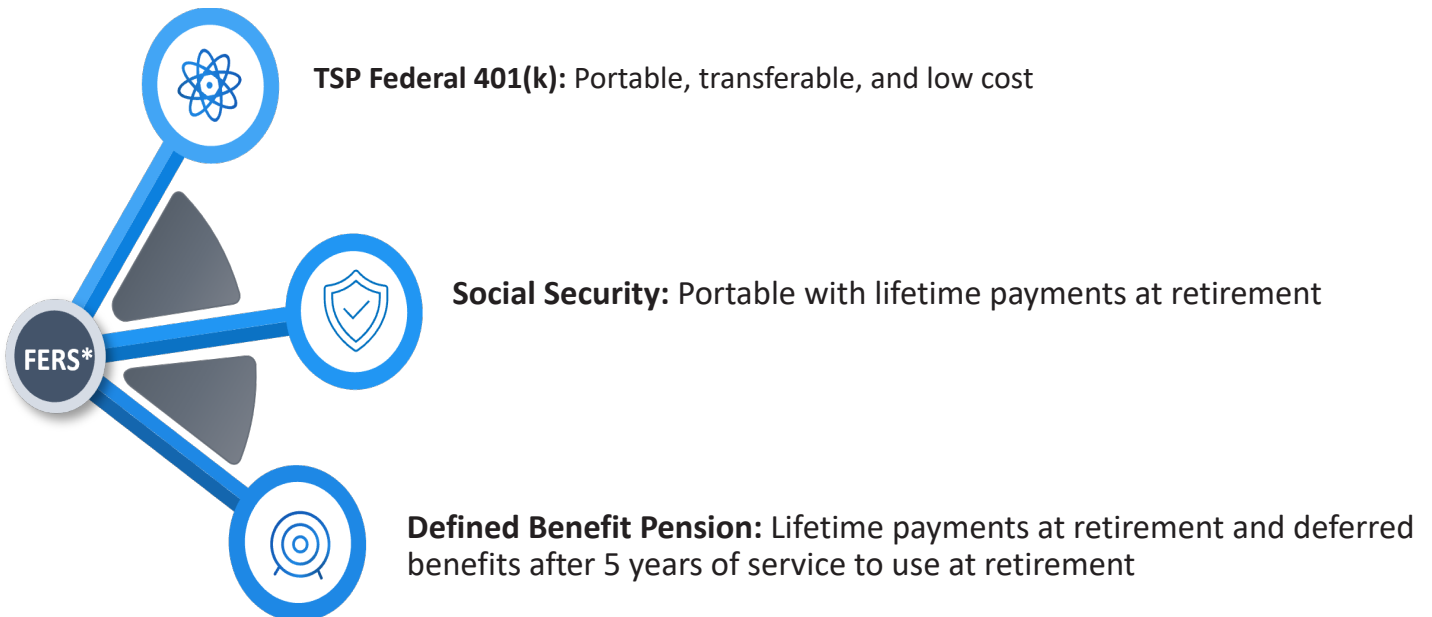 TSP Federal 401(k): Portable, transferable, and low cost
Social Security: Portable with lifetime payments at retirement
FERS*
Defined Benefit Pension: Lifetime payments at retirement and deferred
benefits after 5 years of service to use at retirement